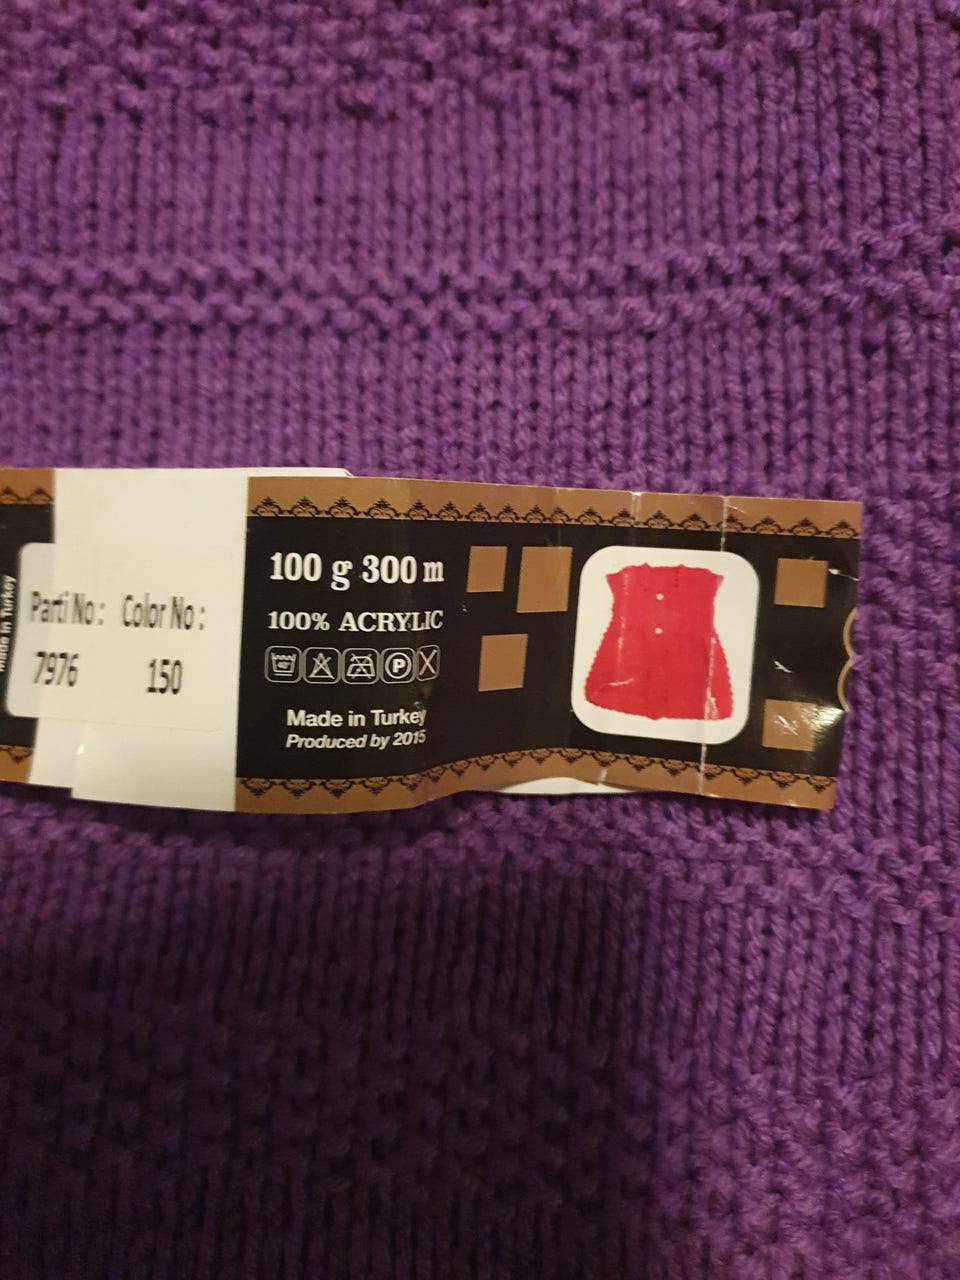 Made in Turkey
Parti No : Color No :
7976 150
100 g 300 m
100% ACRYLIC
40°
P
Made in Turkey
Produced by 2015